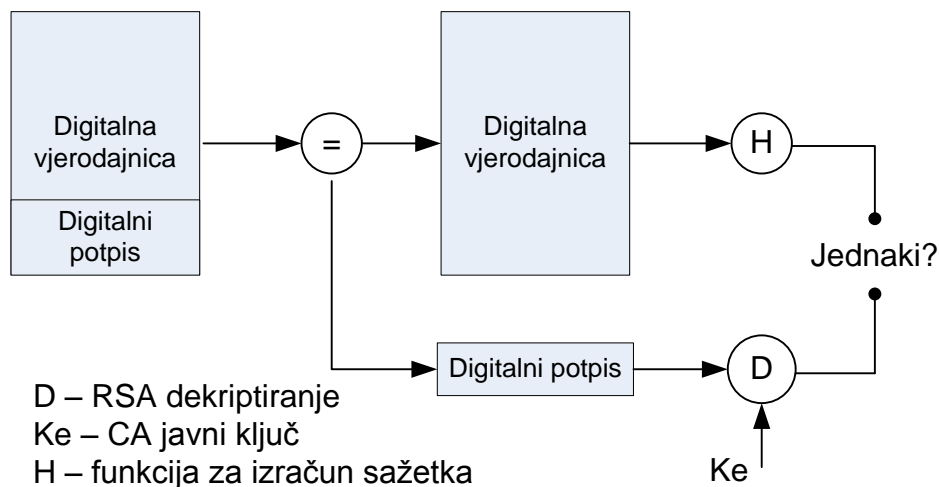 Digitalna
vjerodajnica
Digitalni
potpis
=
Digitalna
vjerodajnica
H
Jednaki?
Digitalni potpis
D
Ke
D – RSA dekriptiranje
Ke – CA javni ključ
H – funkcija za izračun sažetka